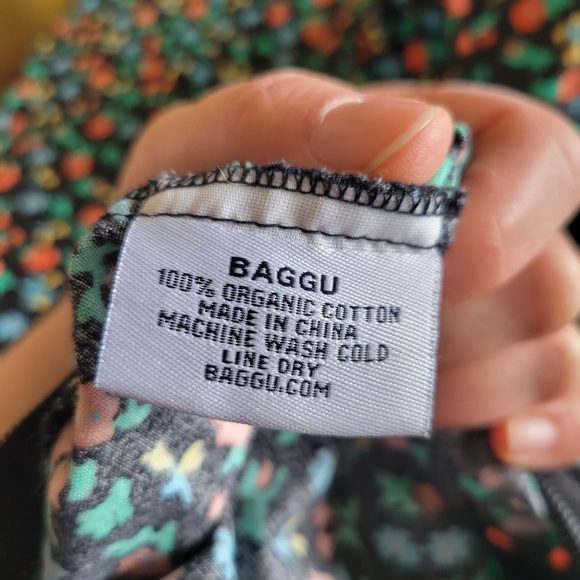 BAGGU
100% ORGANIC COTTON
MADE IN CHINA
MACHINE WASH COLD
LINE DRY
BAGGU.COM